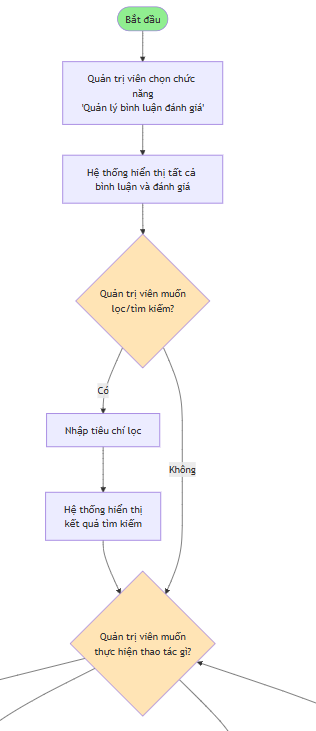 Bắt đầu
Quản trị viên chọn chức
năng
'Quản lý bình luận đánh giá'
Hệ thống hiển thị tất cả
bình luận và đánh giá
Quản trị viên muốn
lọc/tìm kiếm?
Có
Nhập tiêu chí lọc
Không
Hệ thống hiển thị
kết quả tìm kiếm
Quản trị viên muốn
thực hiện thao tác gì?